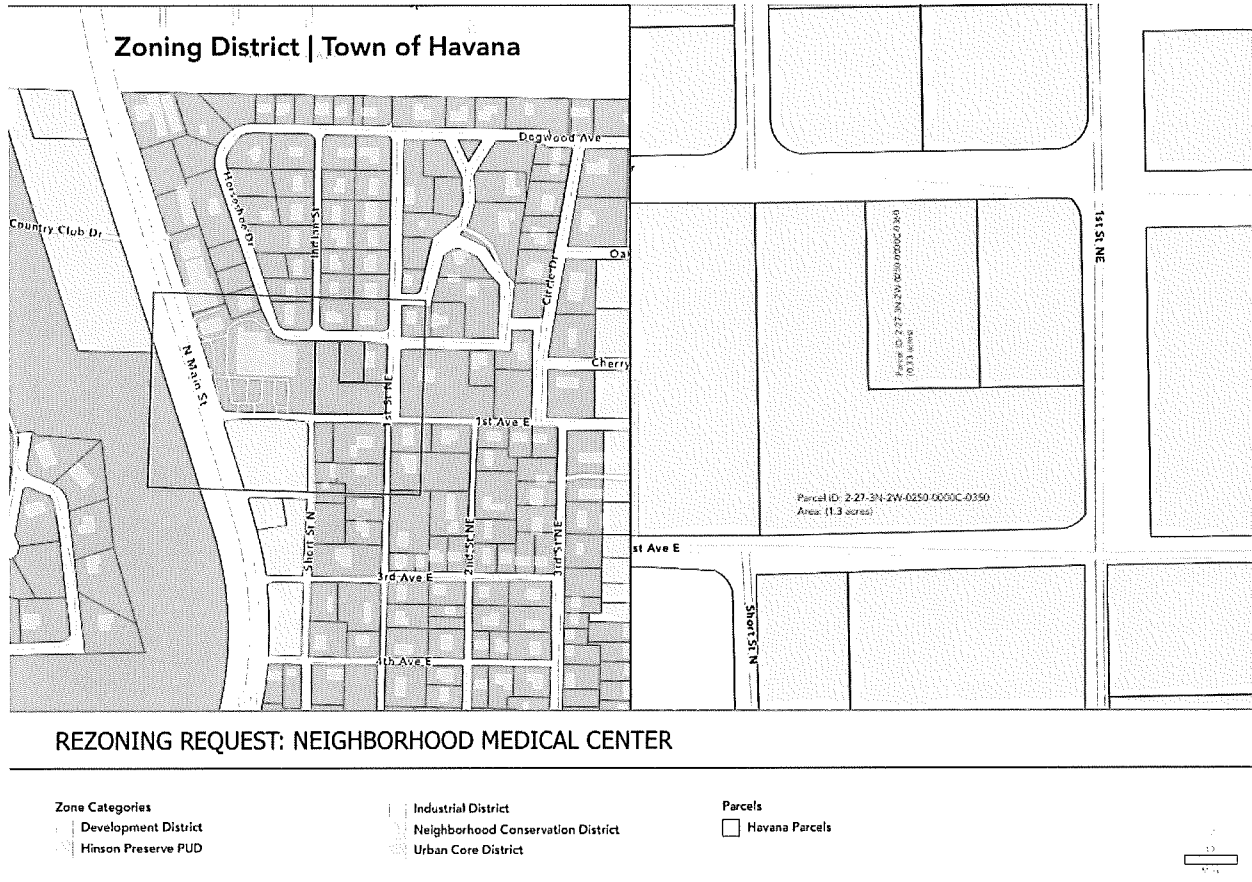 Zoning District | Town of Havana
Dogwood Ave
Horseshoe Dr
Indian St
Country Club Dr
Circle Dr
N Main St
Cherry
1st St NE
1st Ave E
Short St N
2nd St NE
3rd St NE
3rd Ave E
4th Ave E
1st St NE
Parcel ID: 2-27-3N-2W-0250-0000C-0350
Area: (1.3 acres)
st Ave E
Short St N
REZONING REQUEST: NEIGHBORHOOD MEDICAL CENTER
Zone Categories
Development District
Hinson Preserve PUD
Industrial District
Neighborhood Conservation District
Urban Core District
Parcels
Havana Parcels